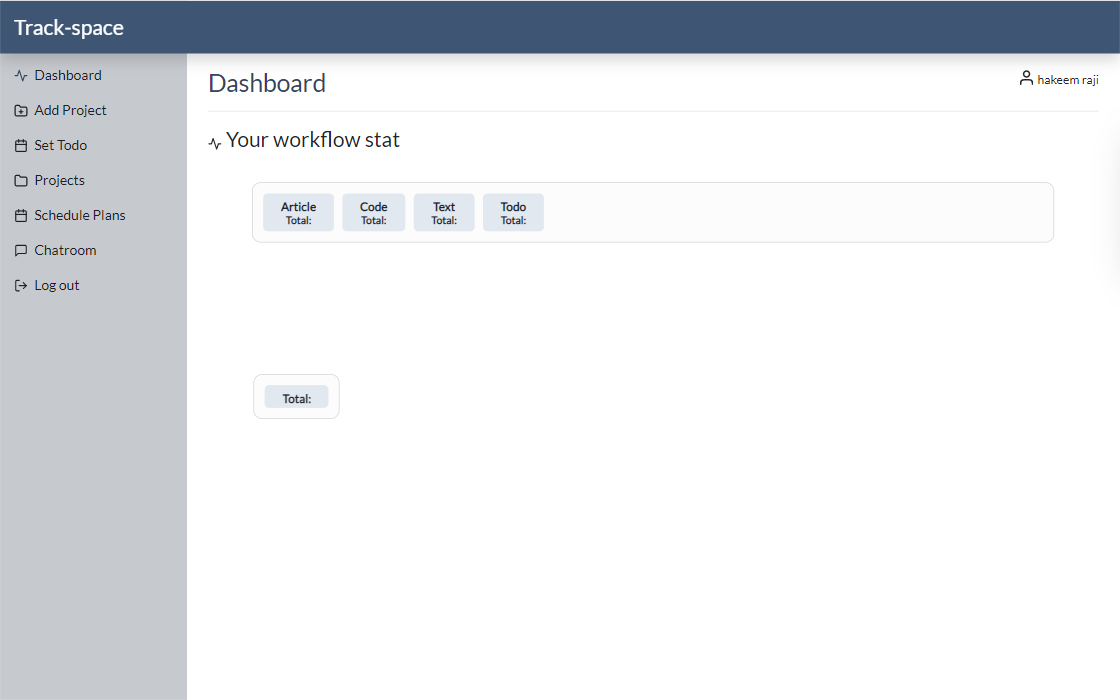 Track-space
Dashboard
Add Project
Set Todo
Projects
Schedule Plans
Chatroom
Log out
Dashboard
hakeem raji
Your workflow stat
Article Code Text Todo
Total: Total: Total: Total:
Total: